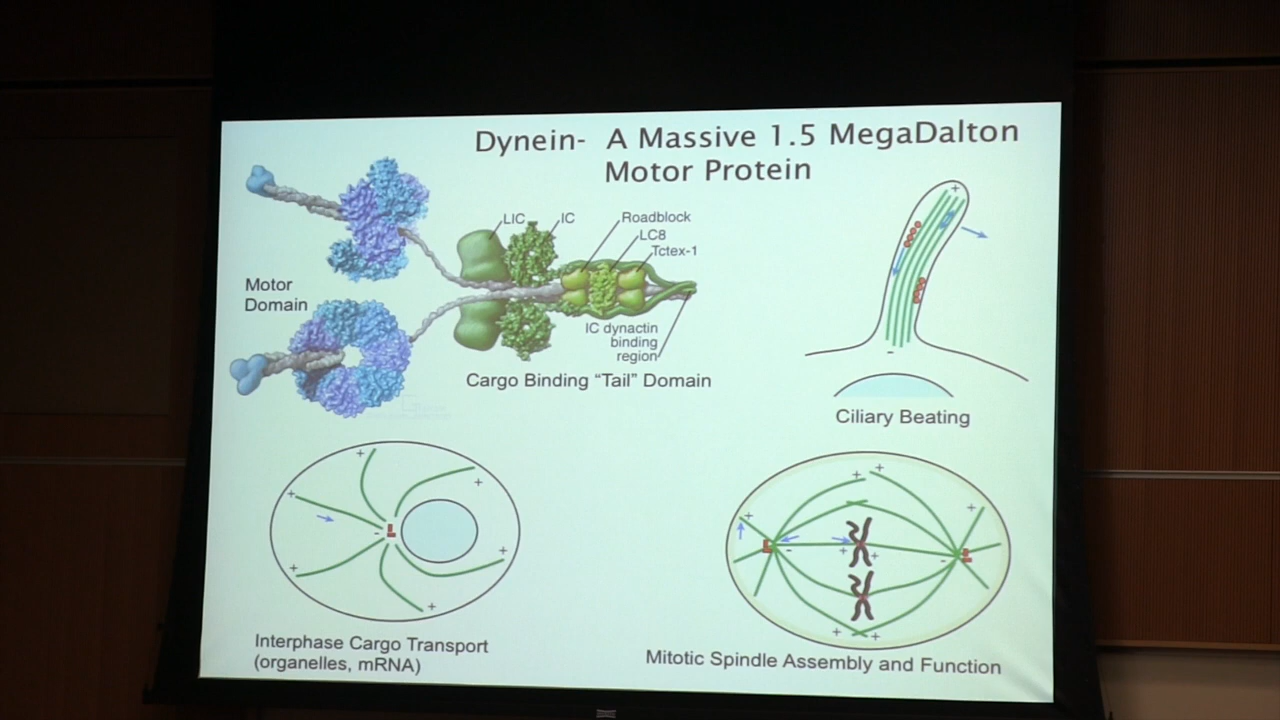 Dynein- A Massive 1.5 MegaDalton
Motor Protein
LIC
IC
Roadblock
LC8
Tctex-1
Motor
Domain
IC dynactin
binding
region
Cargo Binding “Tail” Domain
+
-
Ciliary Beating
+
+
+
-
+
+
+
Interphase Cargo Transport
(organelles, mRNA)
+
+
+
+
-
+
+
-
+
+
Mitotic Spindle Assembly and Function